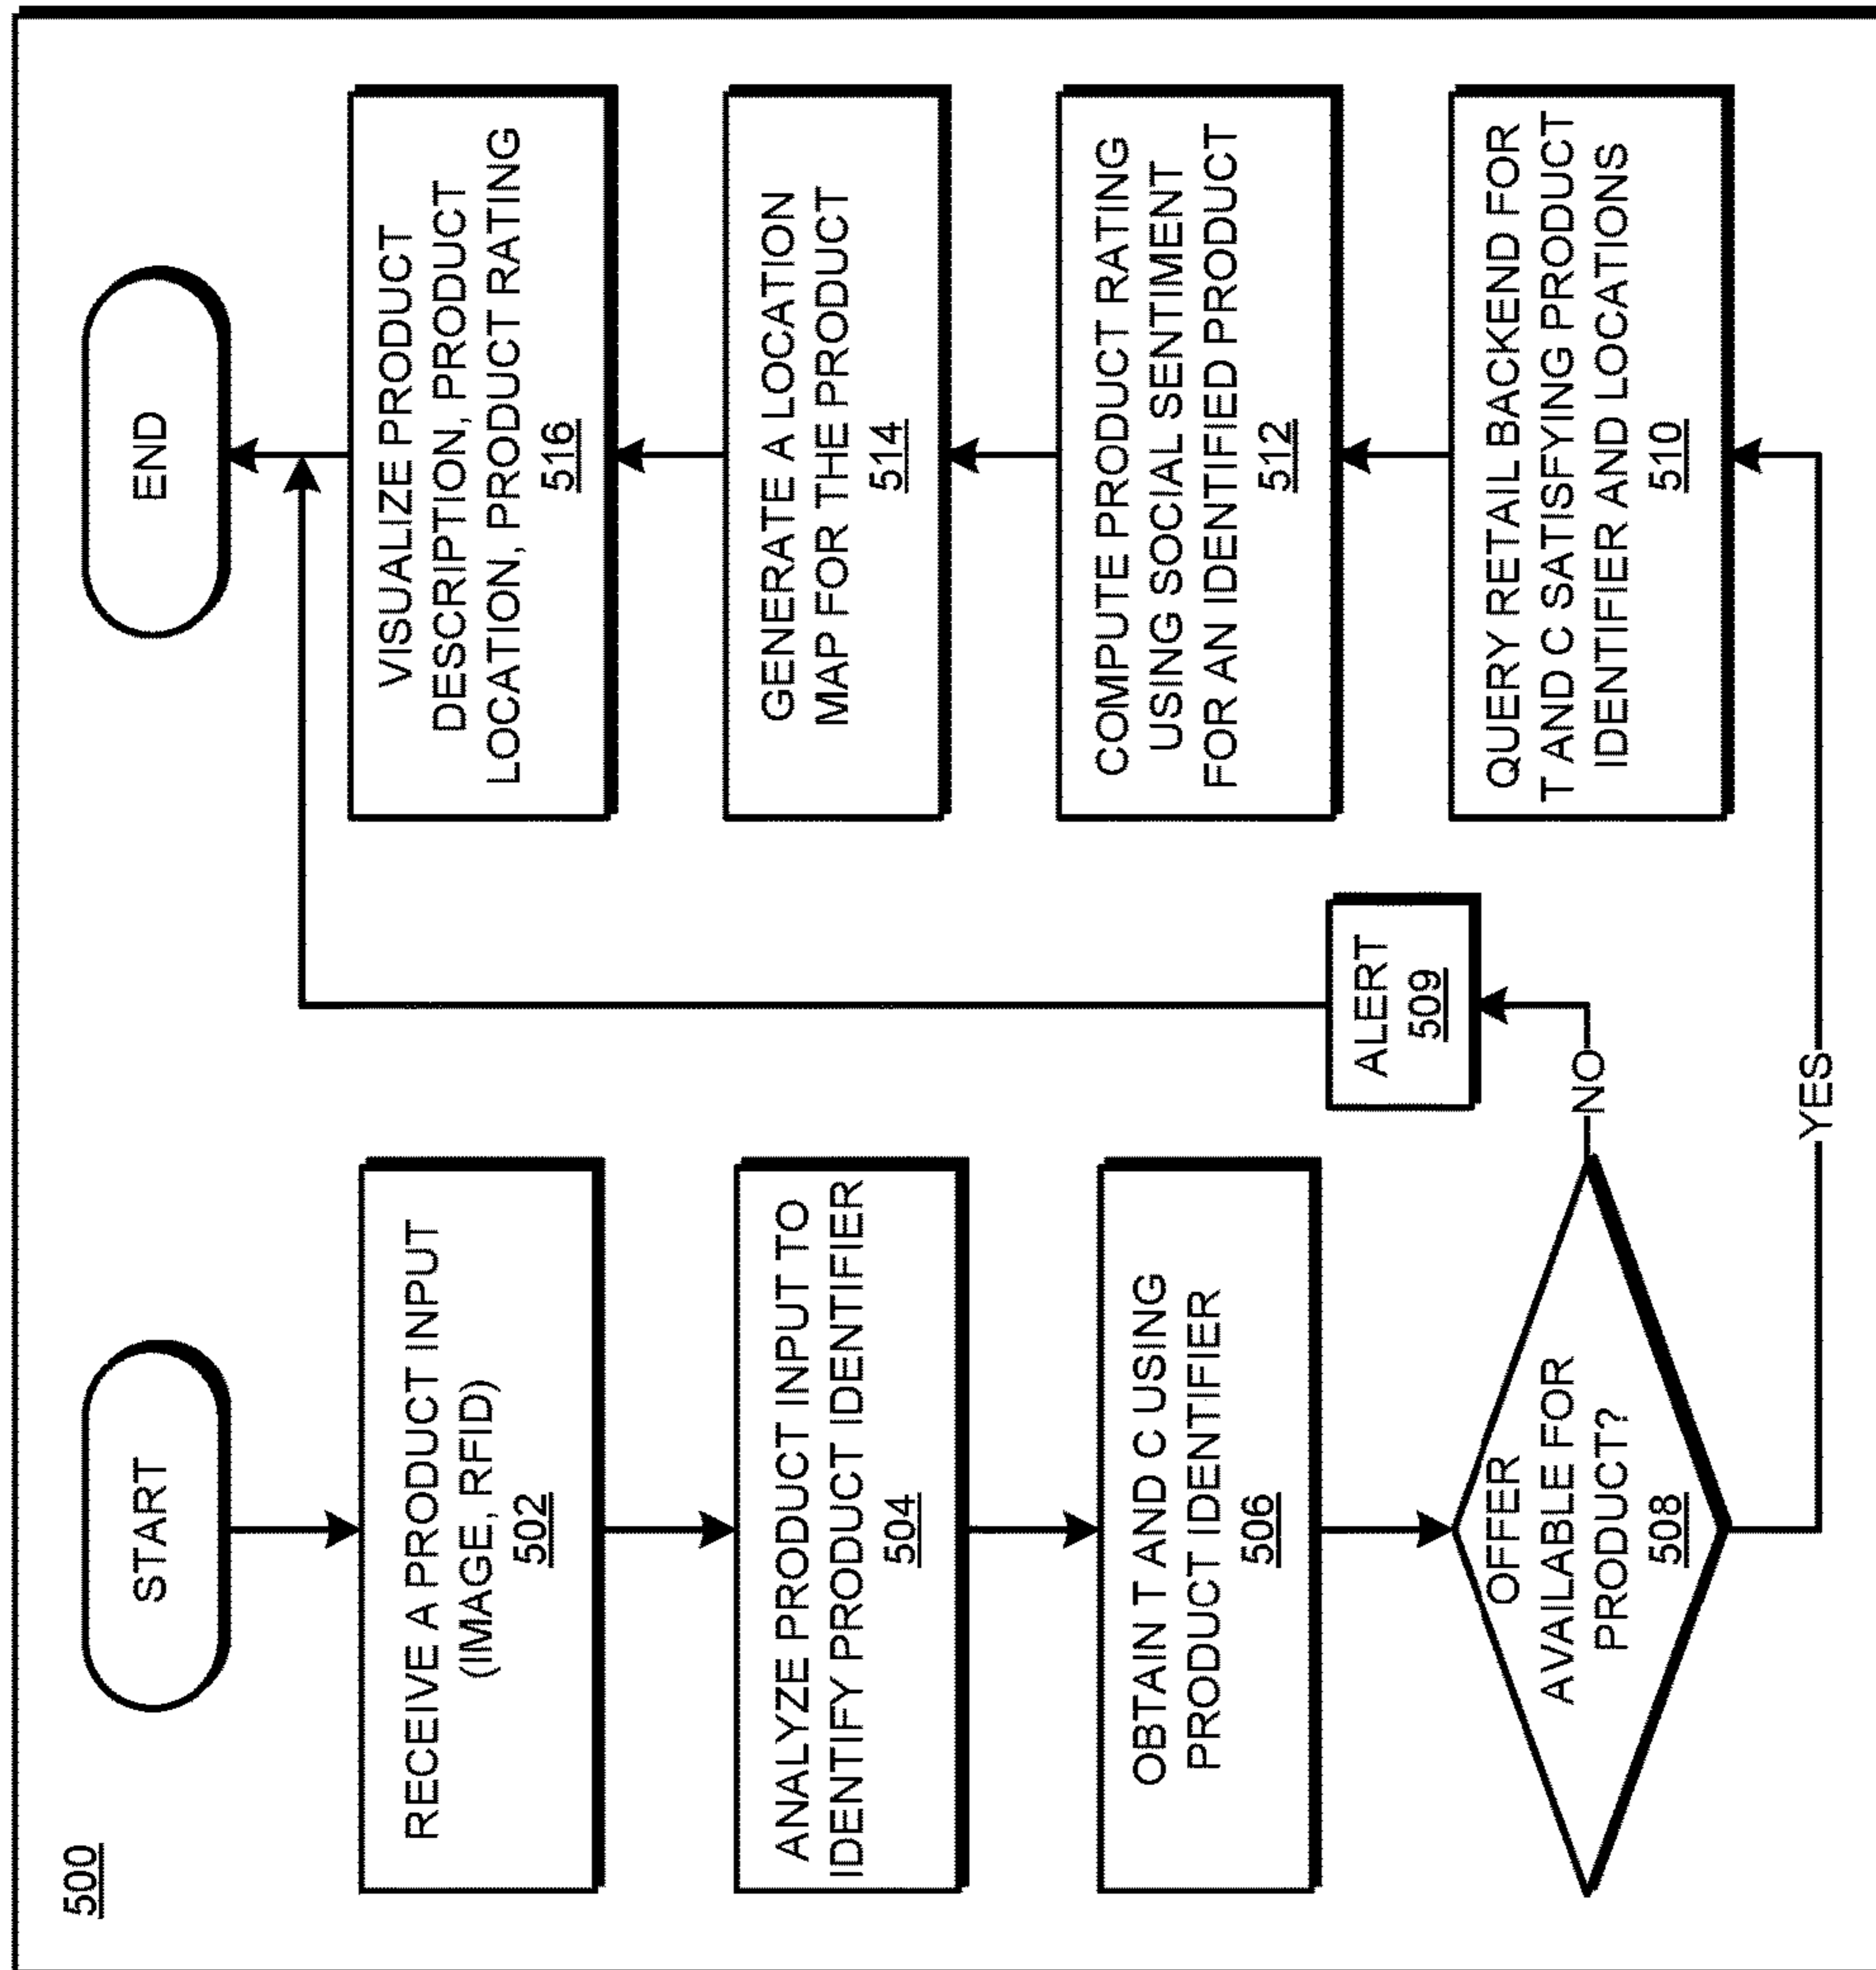 500
START
RECEIVE A PRODUCT INPUT
(IMAGE, RFID)
502
ANALYZE PRODUCT INPUT TO
IDENTIFY PRODUCT IDENTIFIER
504
OBTAIN T AND C USING
PRODUCT IDENTIFIER
506
OFFER
AVAILABLE FOR
PRODUCT?
508
NO
YES
ALERT
509
END
VISUALIZE PRODUCT
DESCRIPTION, PRODUCT
LOCATION, PRODUCT RATING
516
GENERATE A LOCATION
MAP FOR THE PRODUCT
514
COMPUTE PRODUCT RATING
USING SOCIAL SENTIMENT
FOR AN IDENTIFIED PRODUCT
512
QUERY RETAIL BACKEND FOR
T AND C SATISFYING PRODUCT
IDENTIFIER AND LOCATIONS
510